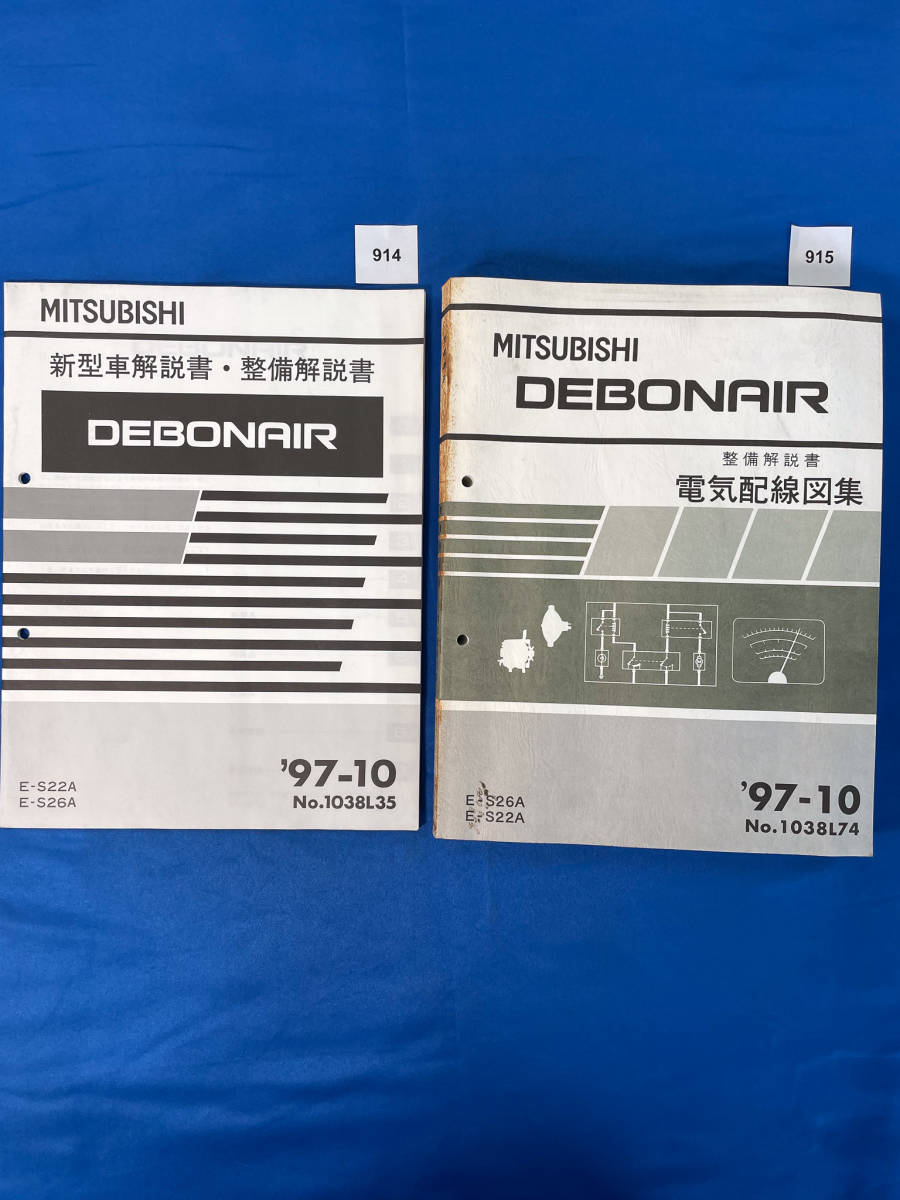 914
MITSUBISHI
新型車解説書・整備解説書
DEBONAIR
E-S22A
E-S26A
'97-10
No.1038L35
915
MITSUBISHI
DEBONAIR
整備解説書
電気配線図集
E-S26A
E-S22A
'97-10
No.1038L74